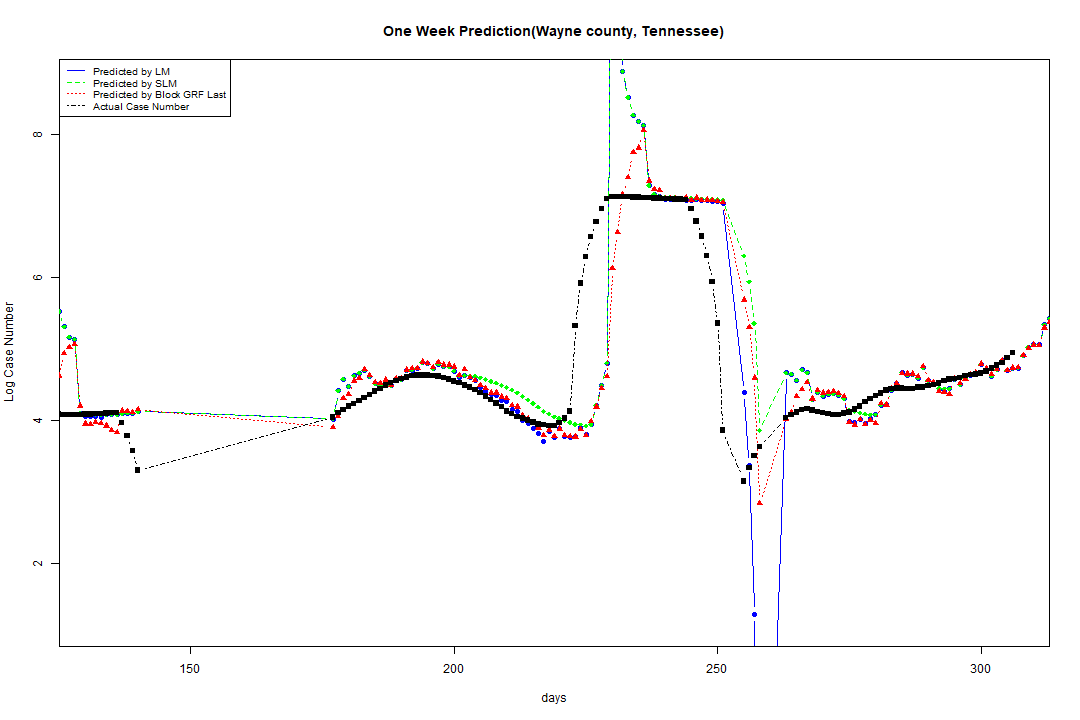 One Week Prediction(Wayne county, Tennessee)
Predicted by LM
Predicted by SLM
Predicted by Block GRF Last
Actual Case Number
8
6
4
2
Log Case Number
150 200 250 300
days